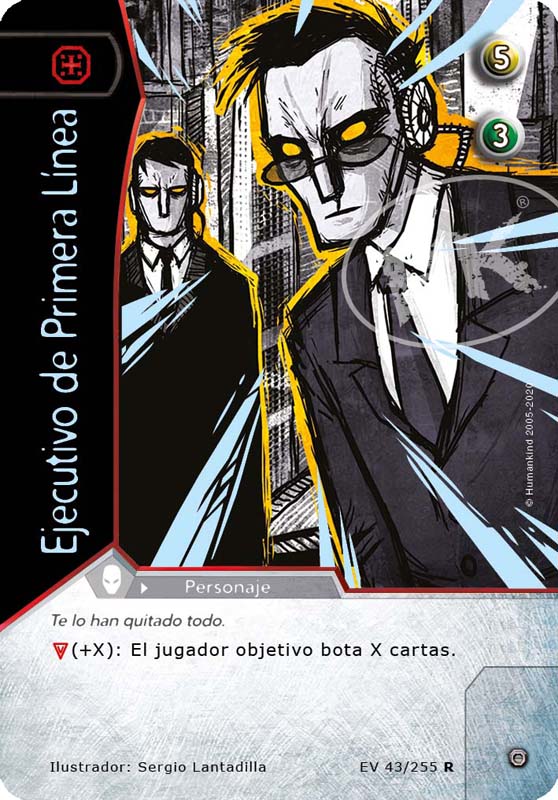 5
3
Ejecutivo de Primera Línea
® 
© Humankind 2005-2020
Personaje
Te lo han quitado todo.
(+X): El jugador objetivo bota X cartas.
Ilustrador: Sergio Lantadilla
EV 43/255 R